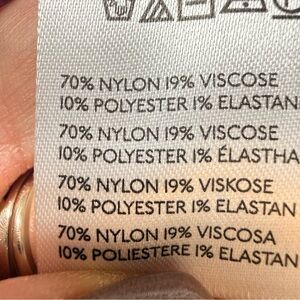 70% NYLON 19% VISCOSE
10% POLYESTER 1% ELASTAN
70% NYLON 19% VISCOSE
10% POLYESTER 1% ÉLASTHA
70% NYLON 19% VISKOSE
10% POLYESTER 1% ELASTAN
70% NYLON 19% VISCOSA
10% POLIESTERE 1% ELASTAN